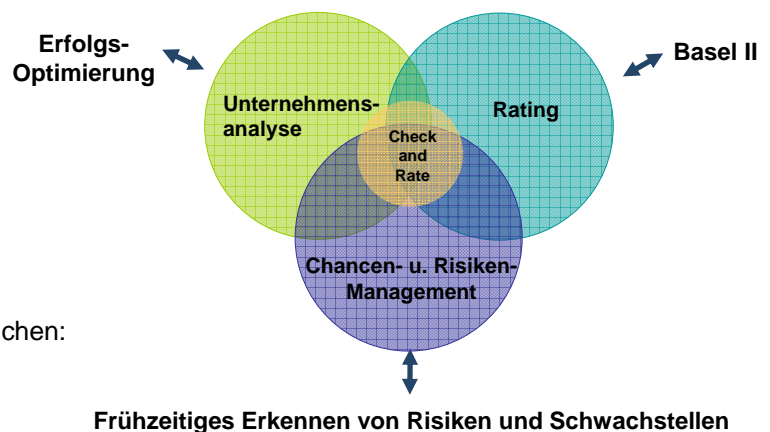 Erfolgs-
Optimierung
Basel II
Unternehmens-
analyse
Rating
Check
and
Rate
Chancen- u. Risiken-
Management
chen:
Frühzeitiges Erkennen von Risiken und Schwachstellen